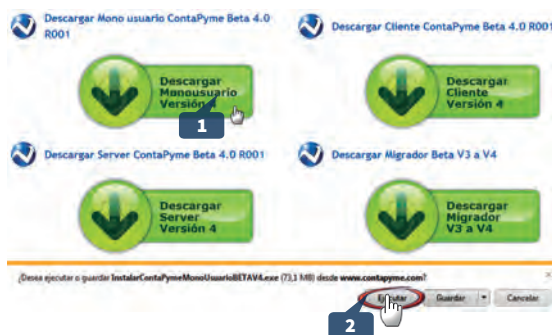 Descargar Mono usuario ContaPyme Beta 4.0
R001
Descargar Cliente ContaPyme Beta 4.0 R001
Descargar
Monousuario
Versión 4
1
Descargar
Cliente
Versión 4
Descargar Server ContaPyme Beta 4.0 R001
Descargar Migrador Beta V3 a V4
Descargar
Server
Versión 4
Descargar
Migrador
V3 a V4
¿Desea ejecutar o guardar InstalarContaPymeMonoUsuarioBETAV4.exe (73,1 MB) desde www.contapyme.com?
Ejecutar
Guardar
Cancelar
2